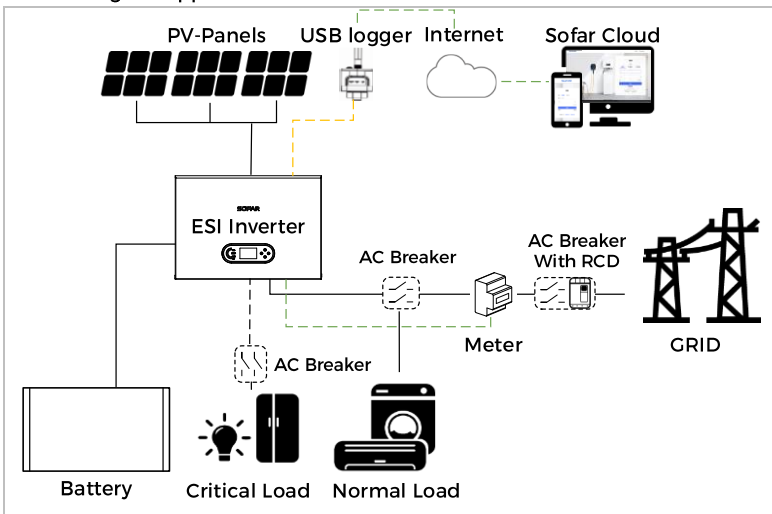 PV-Panels
USB logger
Internet
Sofar Cloud
SOFAR
ESI Inverter
AC Breaker
AC Breaker
With RCD
Meter
GRID
AC Breaker
Battery
Critical Load
Normal Load